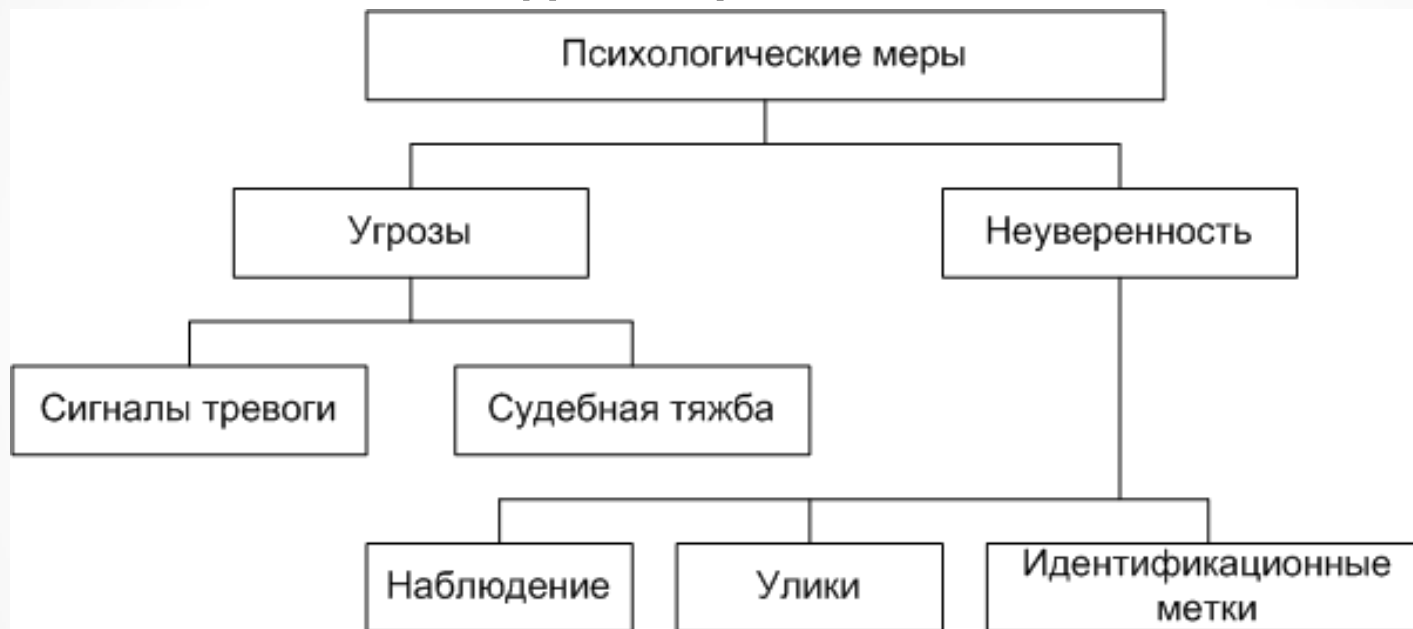 Психологические меры
Угрозы
Неуверенность
Сигналы тревоги
Судебная тяжба
Наблюдение
Улики
Идентификационные
метки